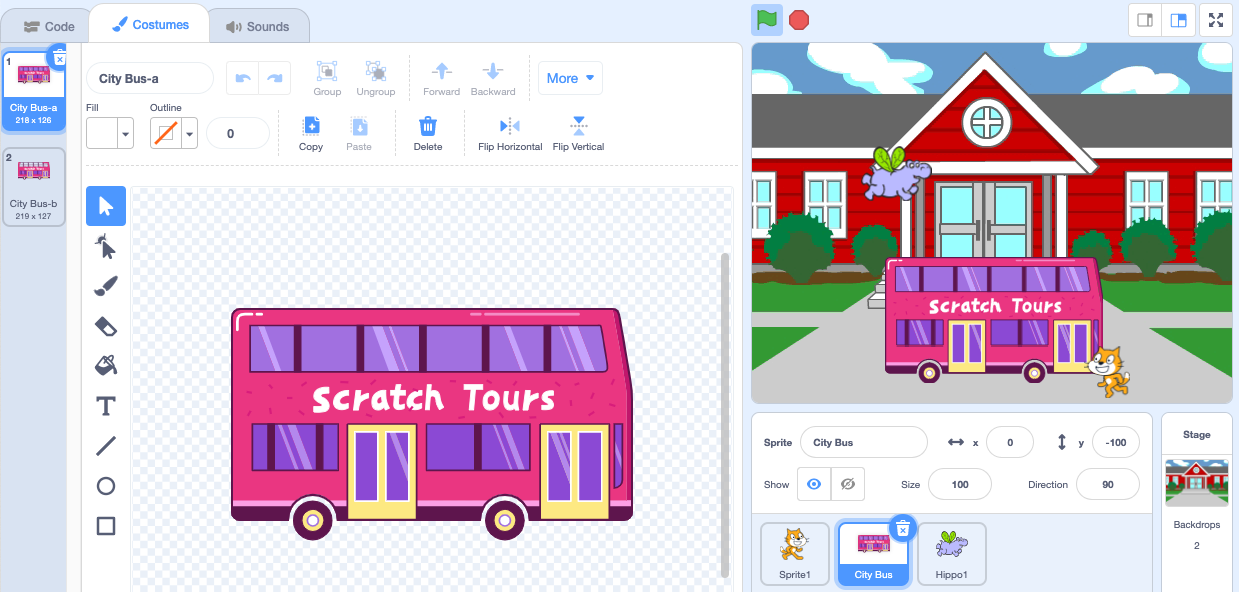 Code
Costumes
Sounds
1
City Bus-a
218 x 126
2
City Bus-b
219 x 127
City Bus-a
Group
Ungroup
Forward
Backward
More
Fill
Outline
0
Copy
Paste
Delete
Flip Horizontal
Flip Vertical
Scratch Tours
Scratch Tours
Sprite
City Bus
x
0
y
-100
Show
Size
100
Direction
90
Sprite1
City Bus
Hippo1
Stage
Backdrops
2